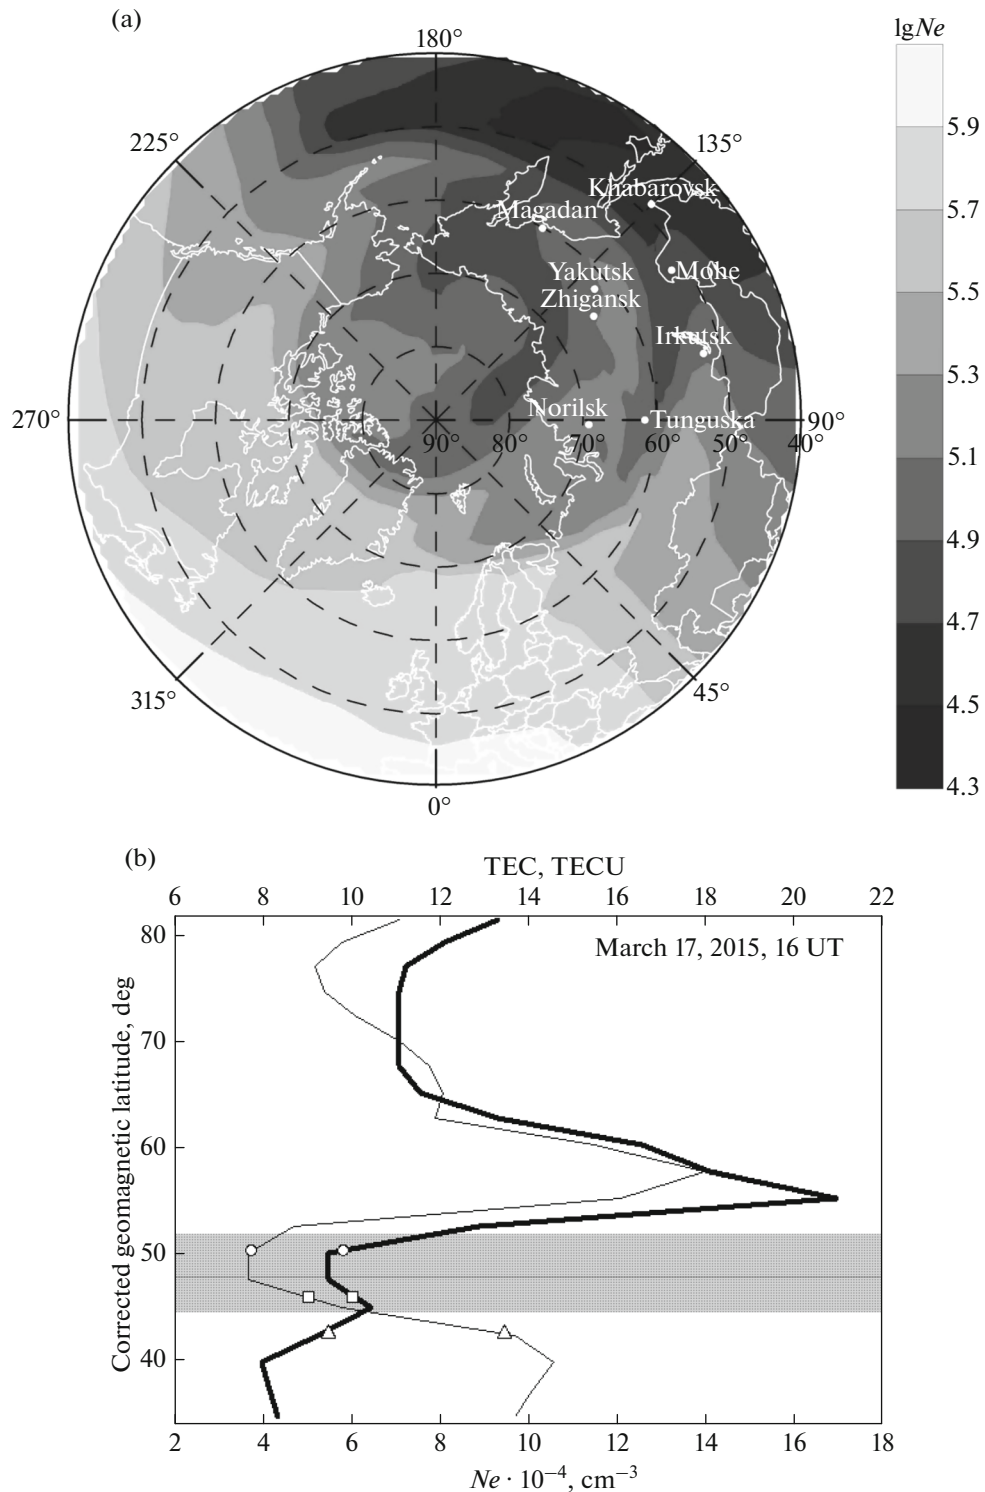 (a)
lgNe
180°
225°
135°
5.9
Khabarovsk
Magadan
5.7
Yakutsk
Mohe
Zhigansk
5.5
Irkutsk
5.3
Norilsk
270°
Tunguska
90°
90° 80° 70° 60° 50° 40°
5.1
4.9
4.7
315°
45°
4.5
4.3
0°
(b)
TEC, TECU
6 8 10 12 14 16 18 20 22
March 17, 2015, 16 UT
Corrected geomagnetic latitude, deg
80
70
60
50
40
2 4 6 8 10 12 14 16 18
Ne · 10⁻⁴, cm⁻³